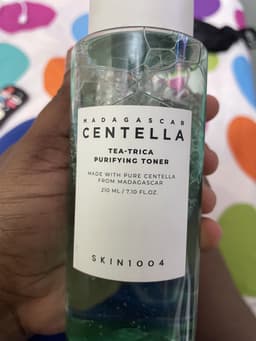 MADAGASCAR
CENTELLA
TEA-TRICA
PURIFYING TONER
MADE WITH PURE CENTELLA
FROM MADAGASCAR
210 ML / 7.10 FL.OZ.
SKIN1004